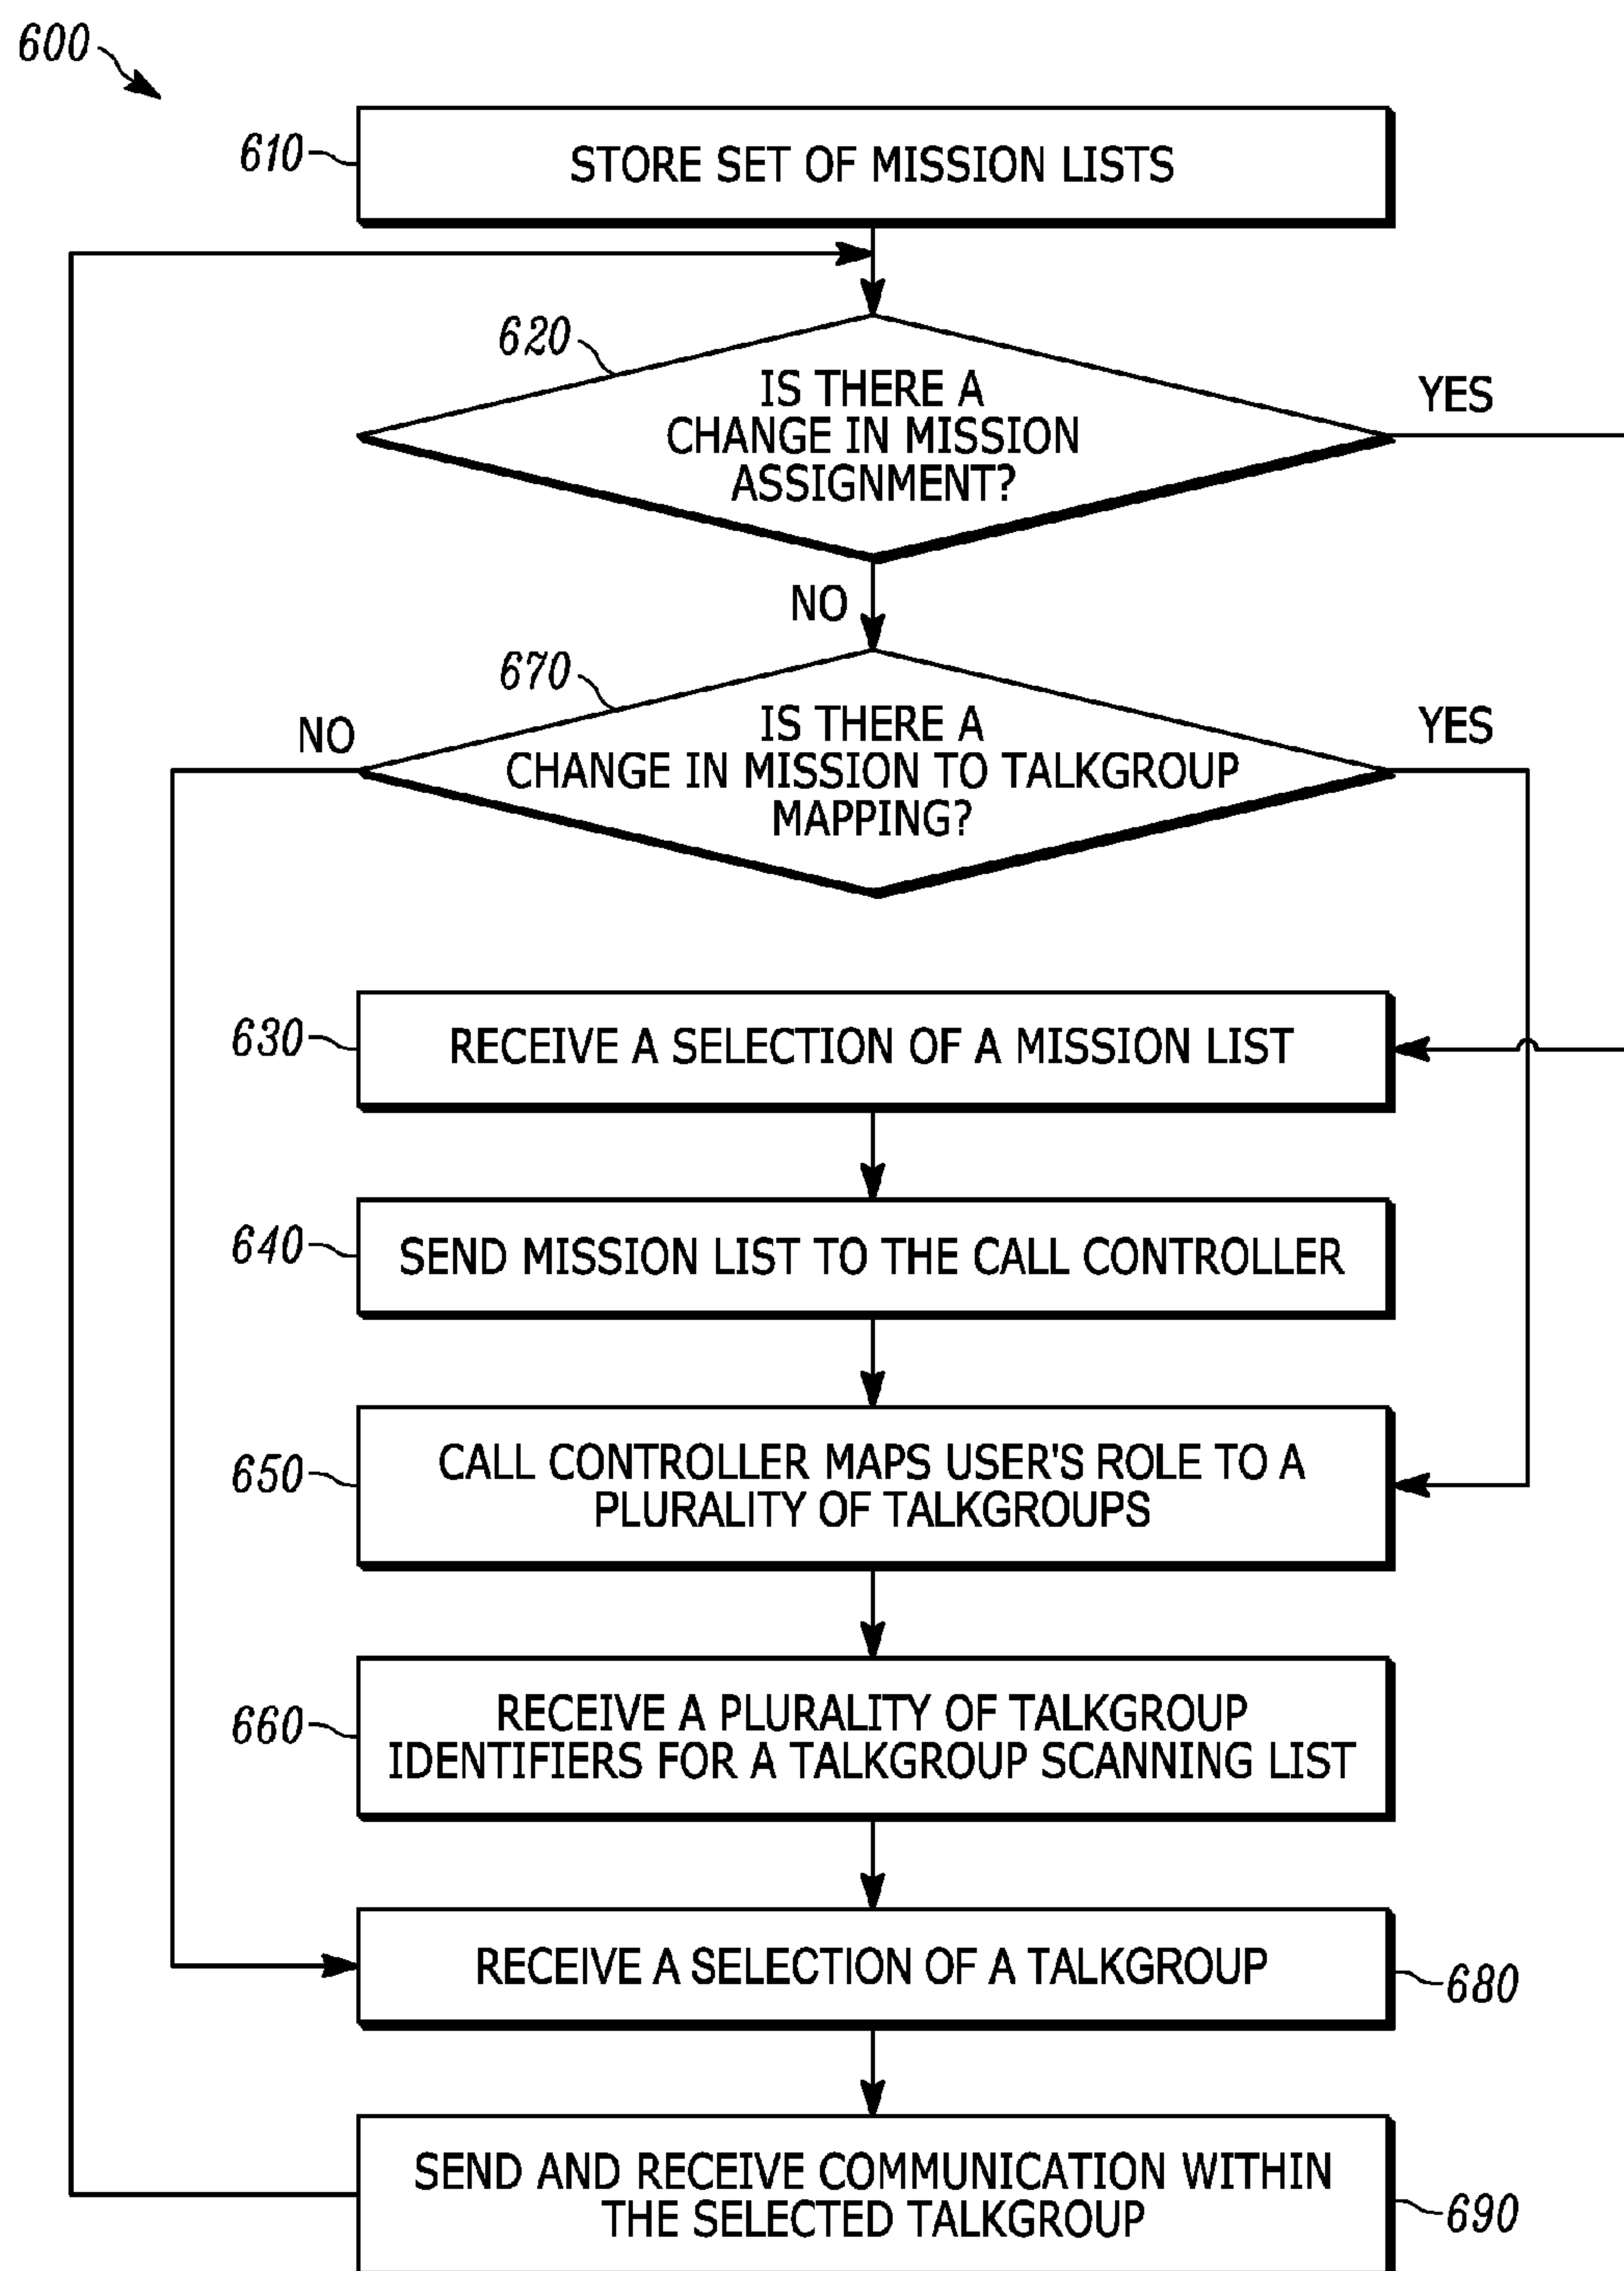 600
610
STORE SET OF MISSION LISTS
620
IS THERE A
CHANGE IN MISSION
ASSIGNMENT?
YES
NO
670
IS THERE A
CHANGE IN MISSION TO TALKGROUP
MAPPING?
NO
YES
630
RECEIVE A SELECTION OF A MISSION LIST
640
SEND MISSION LIST TO THE CALL CONTROLLER
650
CALL CONTROLLER MAPS USER'S ROLE TO A
PLURALITY OF TALKGROUPS
660
RECEIVE A PLURALITY OF TALKGROUP
IDENTIFIERS FOR A TALKGROUP SCANNING LIST
RECEIVE A SELECTION OF A TALKGROUP
680
SEND AND RECEIVE COMMUNICATION WITHIN
THE SELECTED TALKGROUP
690